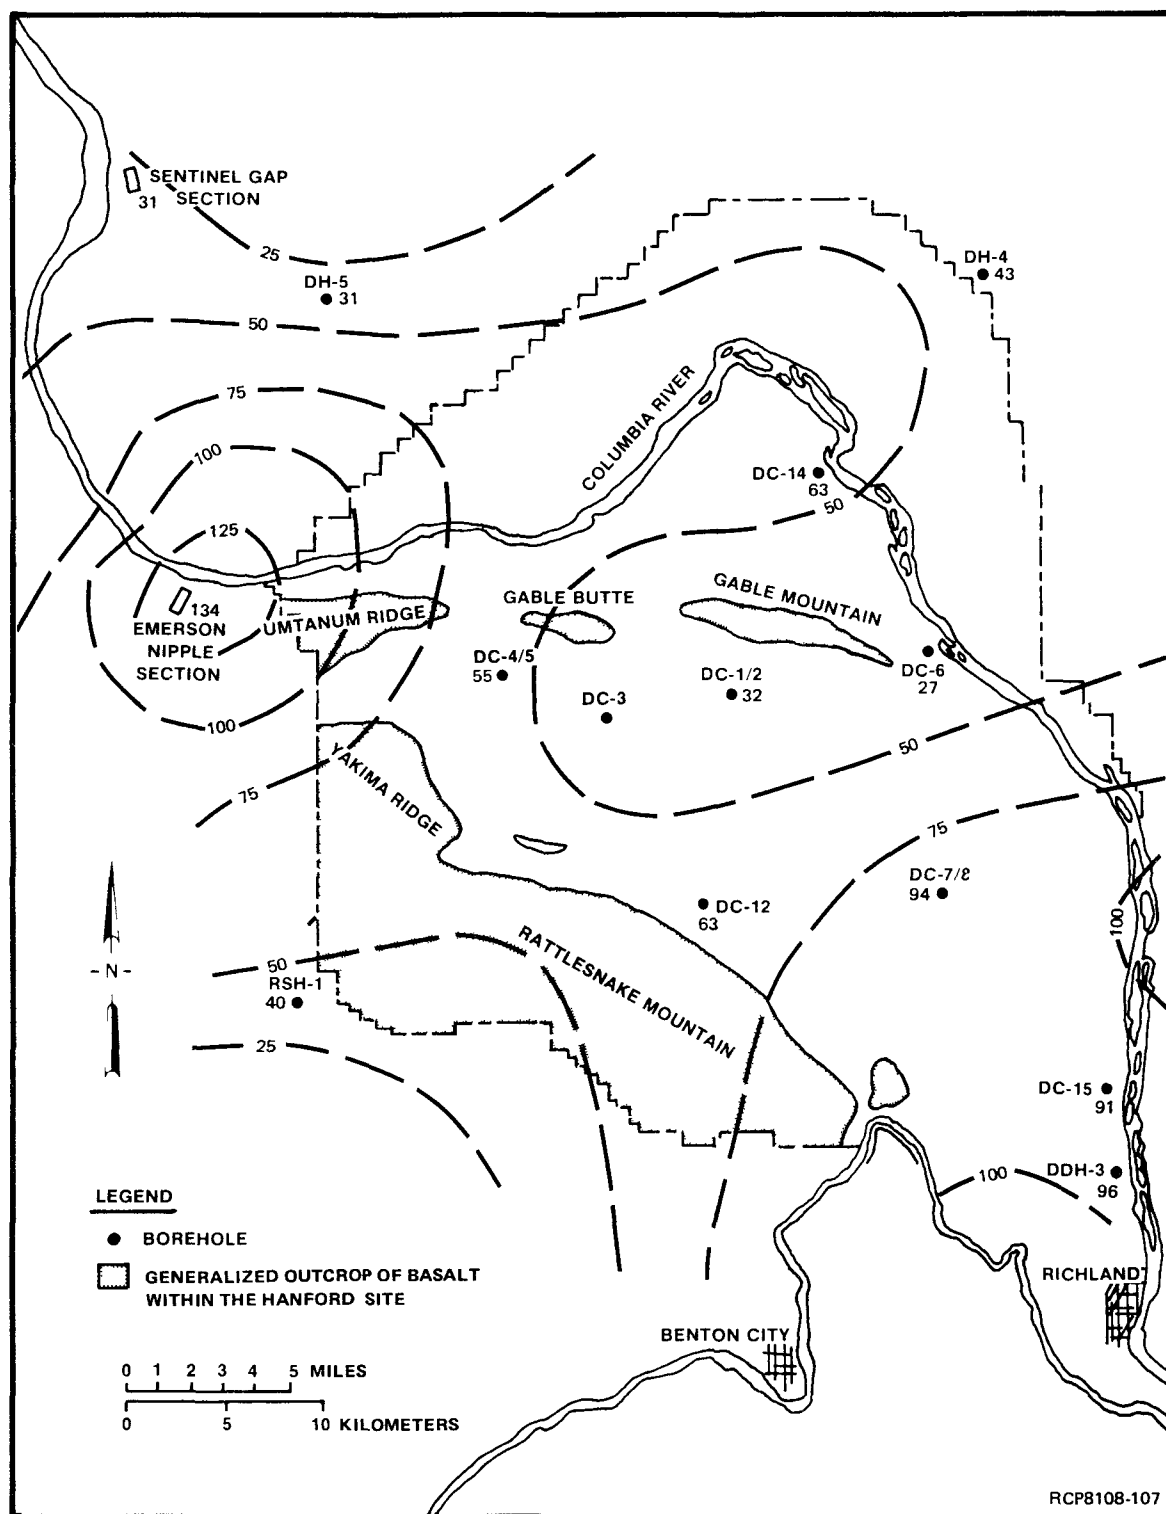 SENTINEL GAP
SECTION
31
25
DH-5
31
DH-4
43
50
75
100
125
COLUMBIA RIVER
DC-14
63
50
134
EMERSON
NIPPLE
SECTION
UMTANUM RIDGE
GABLE BUTTE
GABLE MOUNTAIN
DC-4/5
55
DC-3
DC-1/2
32
DC-6
27
100
50
75
YAKIMA RIDGE
75
DC-7/8
94
DC-12
63
100
-N-
50
RSH-1
40
RATTLESNAKE MOUNTAIN
25
DC-15
91
DDH-3
96
100
LEGEND
BOREHOLE
GENERALIZED OUTCROP OF BASALT
WITHIN THE HANFORD SITE
RICHLAND
BENTON CITY
0 1 2 3 4 5 MILES
0 5 10 KILOMETERS
RCP8108-107